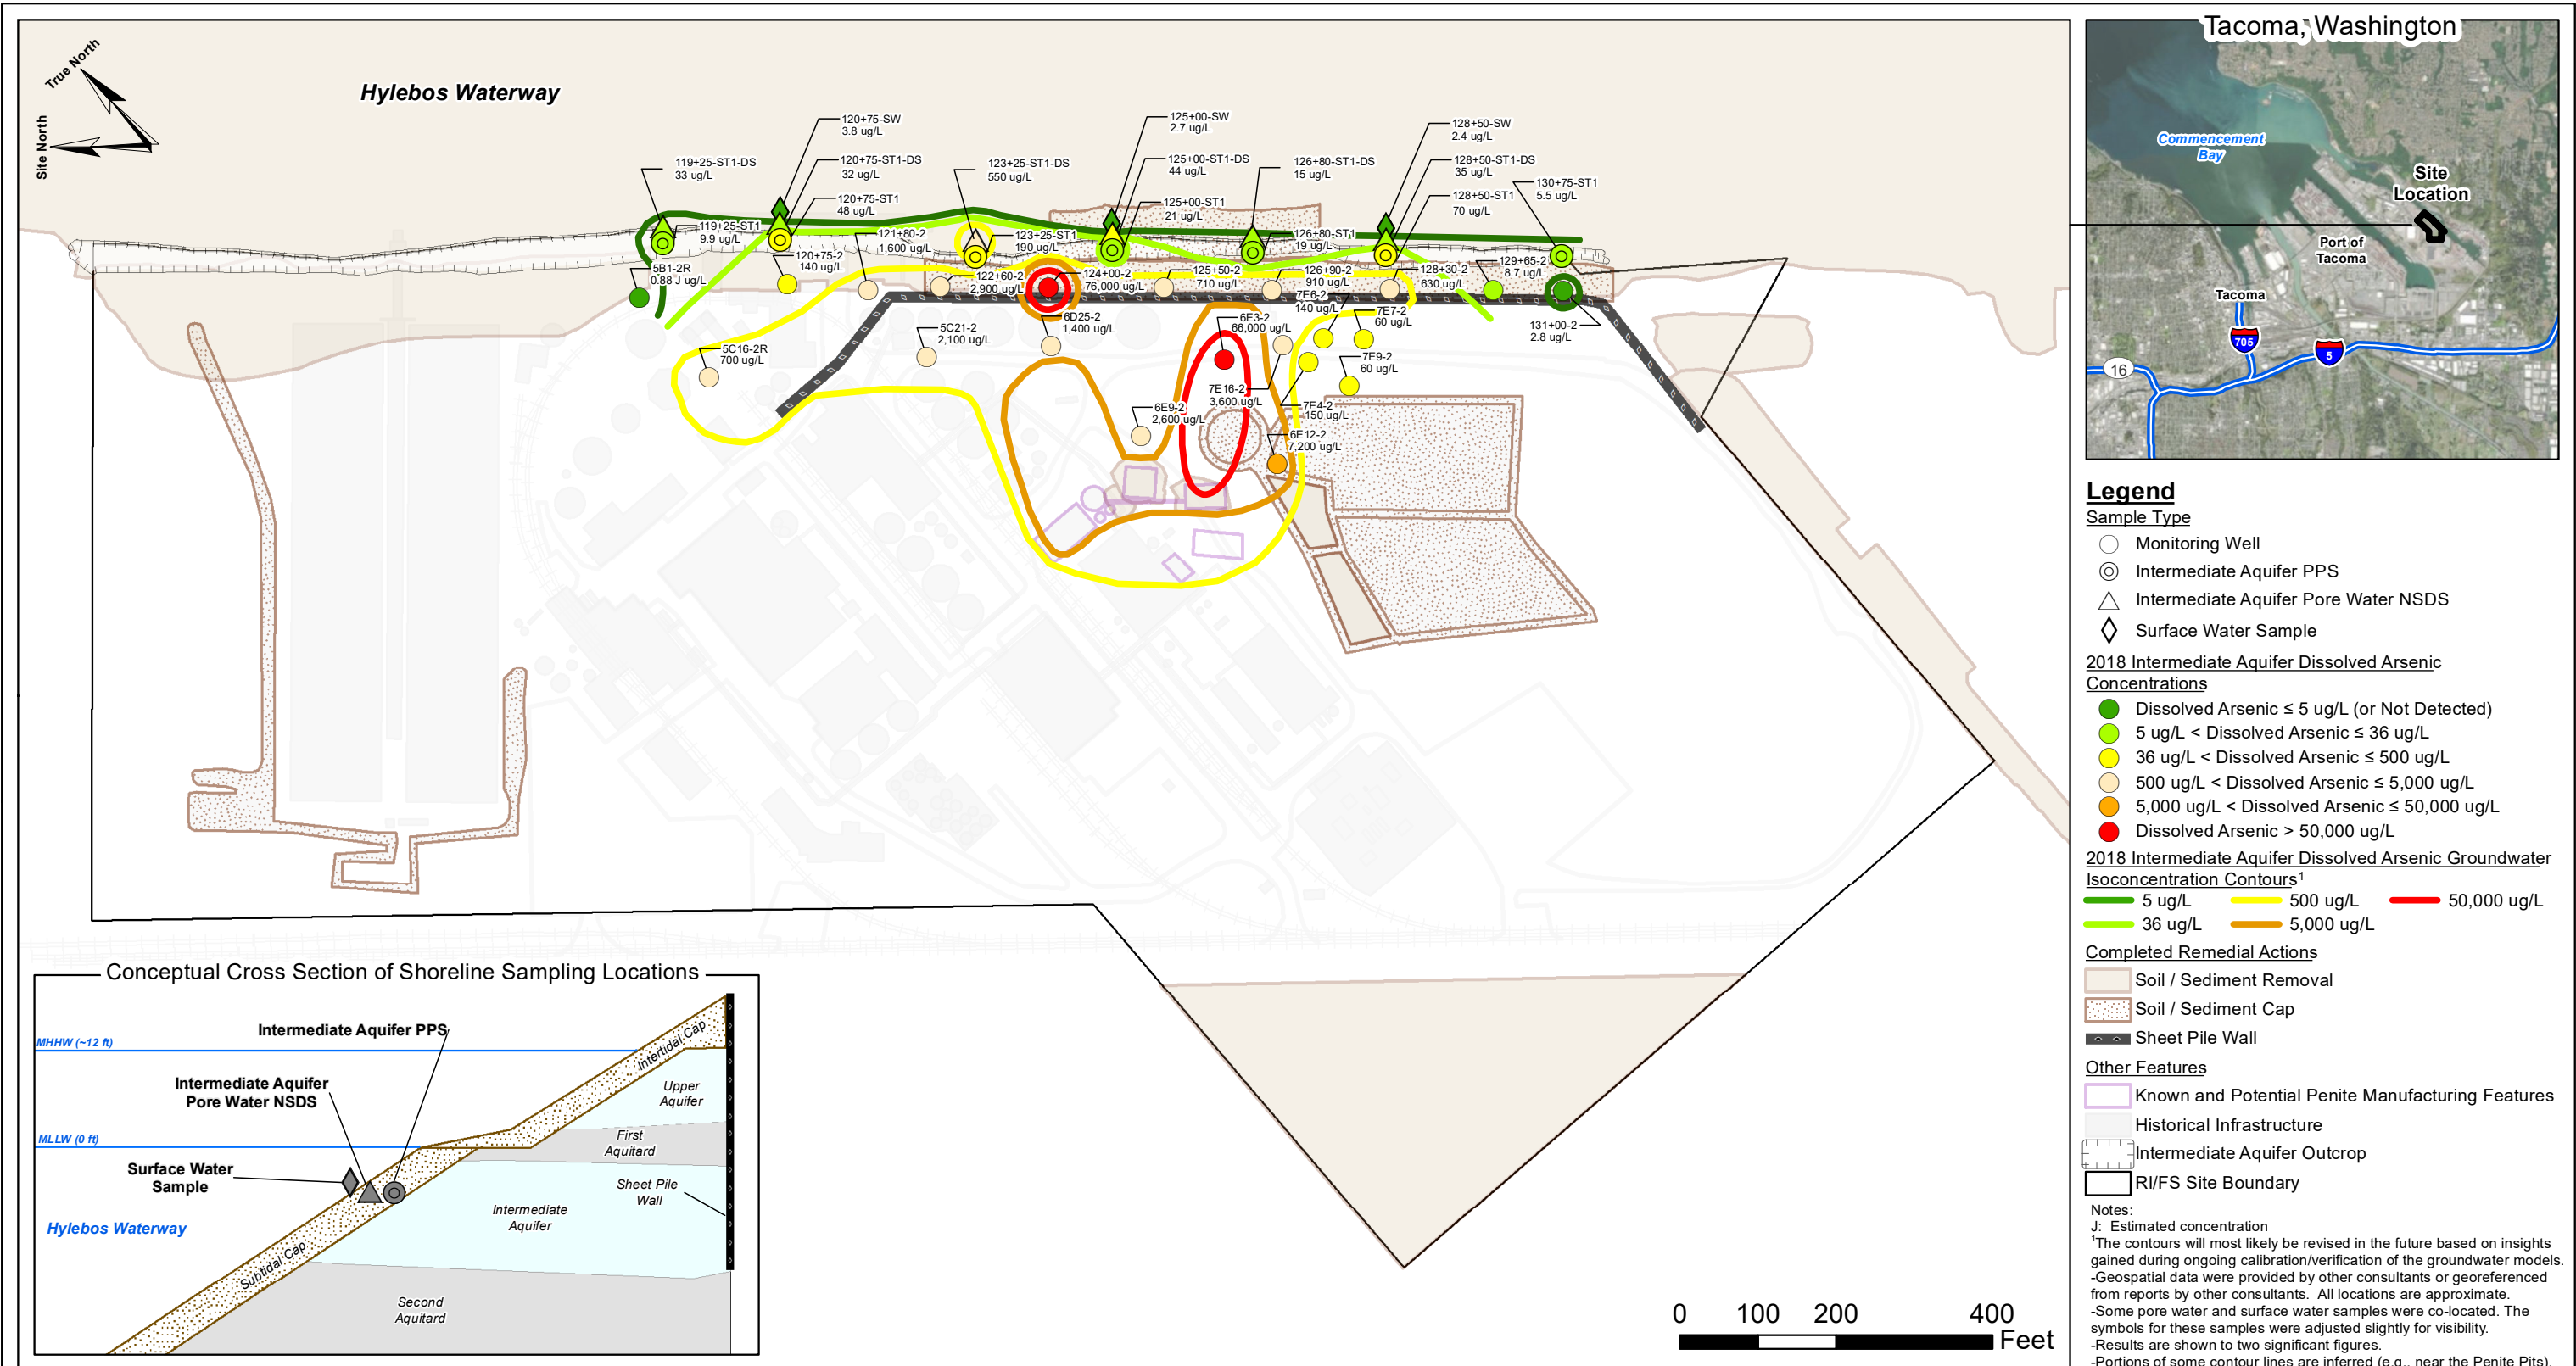 True North
Site North
Hylebos Waterway
120+75-SW
3.8 ug/L
125+00-SW
2.7 ug/L
128+50-SW
2.4 ug/L
119+25-ST1-DS
33 ug/L
120+75-ST1-DS
32 ug/L
123+25-ST1-DS
550 ug/L
125+00-ST1-DS
44 ug/L
126+80-ST1-DS
15 ug/L
128+50-ST1-DS
35 ug/L
130+75-ST1
5.5 ug/L
120+75-ST1
48 ug/L
125+00-ST1
21 ug/L
128+50-ST1
70 ug/L
119+25-ST1
9.9 ug/L
121+80-2
1,600 ug/L
123+25-ST1
190 ug/L
126+80-ST1
19 ug/L
120+75-2
140 ug/L
5B1-2R
0.88 J ug/L
122+60-2
2,900 ug/L
124+00-2
76,000 ug/L
125+50-2
710 ug/L
126+90-2
910 ug/L
128+30-2
630 ug/L
129+65-2
8.7 ug/L
7E6-2
140 ug/L
7E7-2
60 ug/L
131+00-2
2.8 ug/L
5C21-2
2,100 ug/L
6D25-2
1,400 ug/L
6E3-2
66,000 ug/L
5C16-2R
700 ug/L
7E9-2
60 ug/L
7E16-2
3,600 ug/L
7E4-2
150 ug/L
6E9-2
2,600 ug/L
6E12-2
7,200 ug/L
Conceptual Cross Section of Shoreline Sampling Locations
Intermediate Aquifer PPS
MHHW (~12 ft)
Intertidal Cap
Intermediate Aquifer
Pore Water NSDS
Upper
Aquifer
MLLW (0 ft)
First
Aquitard
Surface Water
Sample
Sheet Pile
Wall
Intermediate
Aquifer
Hylebos Waterway
Subtidal Cap
Second
Aquitard
0 100 200 400
Feet
Tacoma, Washington
Commencement
Bay
Site
Location
Port of
Tacoma
Tacoma
705
5
16
Legend
Sample Type
Monitoring Well
Intermediate Aquifer PPS
Intermediate Aquifer Pore Water NSDS
Surface Water Sample
2018 Intermediate Aquifer Dissolved Arsenic
Concentrations
Dissolved Arsenic ≤ 5 ug/L (or Not Detected)
5 ug/L < Dissolved Arsenic ≤ 36 ug/L
36 ug/L < Dissolved Arsenic ≤ 500 ug/L
500 ug/L < Dissolved Arsenic ≤ 5,000 ug/L
5,000 ug/L < Dissolved Arsenic ≤ 50,000 ug/L
Dissolved Arsenic > 50,000 ug/L
2018 Intermediate Aquifer Dissolved Arsenic Groundwater
Isoconcentration Contours¹
5 ug/L 500 ug/L 50,000 ug/L
36 ug/L 5,000 ug/L
Completed Remedial Actions
Soil / Sediment Removal
Soil / Sediment Cap
Sheet Pile Wall
Other Features
Known and Potential Penite Manufacturing Features
Historical Infrastructure
Intermediate Aquifer Outcrop
RI/FS Site Boundary
Notes:
J: Estimated concentration
¹The contours will most likely be revised in the future based on insights
gained during ongoing calibration/verification of the groundwater models.
-Geospatial data were provided by other consultants or georeferenced
from reports by other consultants. All locations are approximate.
-Some pore water and surface water samples were co-located. The
symbols for these samples were adjusted slightly for visibility.
-Results are shown to two significant figures.
-Portions of some contour lines are inferred (e.g., near the Penite Pits).